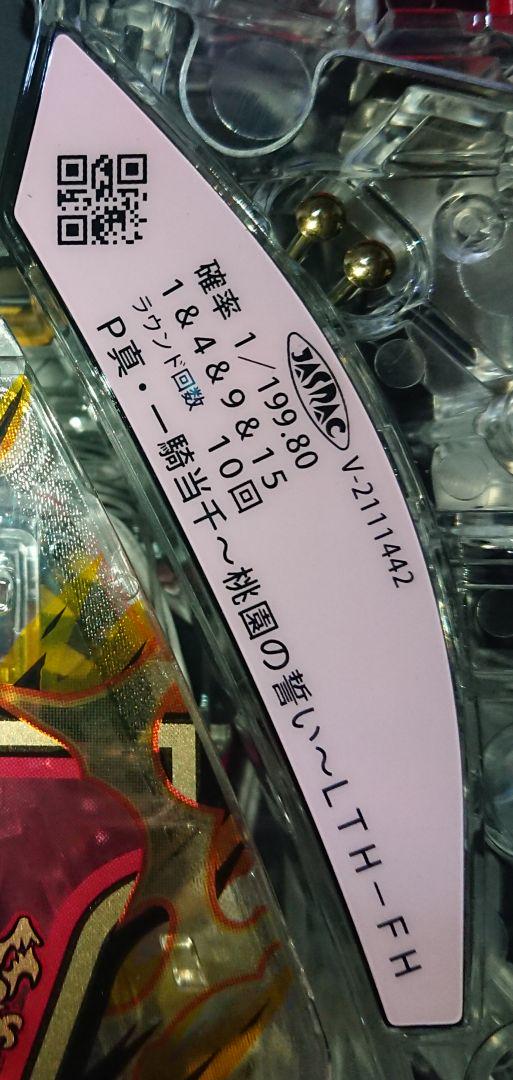 JASRAC V-2111442
確率 1/199.80
1&4&9&15
ラウンド回数 10回
P真・一騎当千～桃園の誓い～LTH-FH